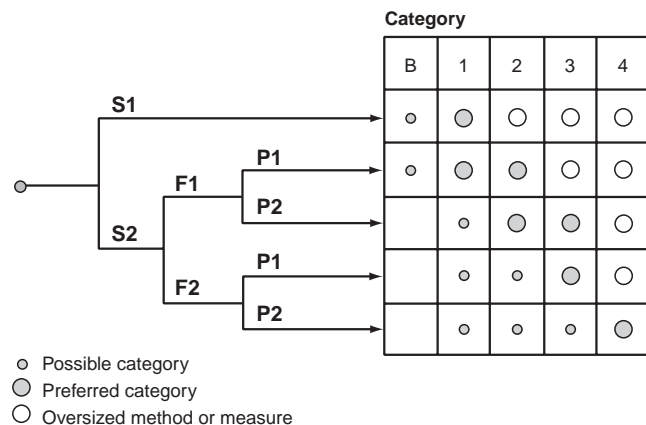 Category
B 1 2 3 4
S1
P1
F1
P2
S2
P1
F2
P2
Possible category
Preferred category
Oversized method or measure